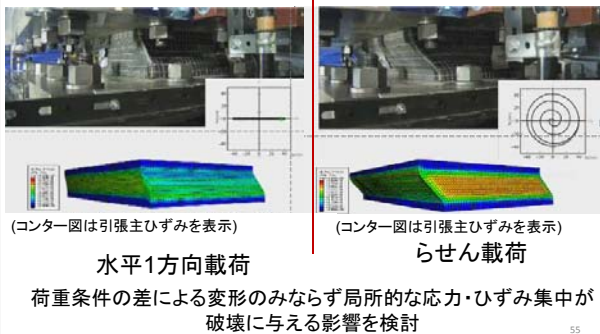 (コンター図は引張主ひずみを表示)
水平1方向載荷
(コンター図は引張主ひずみを表示)
らせん載荷
荷重条件の差による変形のみならず局所的な応力・ひずみ集中が
破壊に与える影響を検討
55